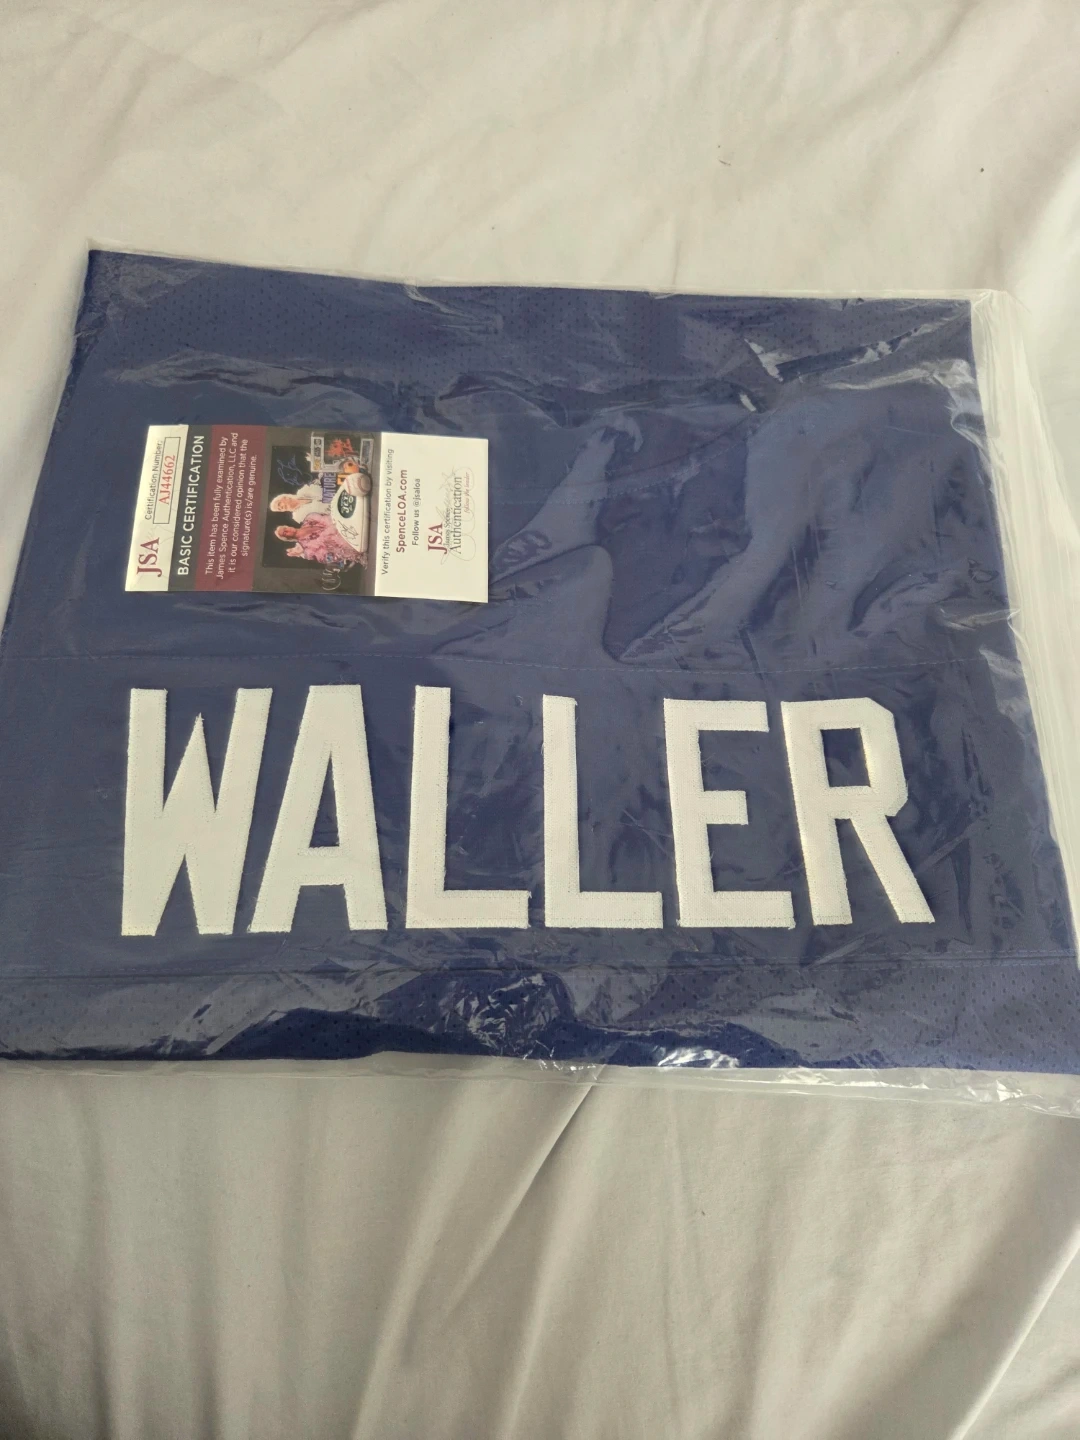 Certification Number:
AJ44662
JSA
BASIC CERTIFICATION
This item has been fully examined by
James Spence Authentication, LLC and
it is our considered opinion that the
signature(s) is/are genuine.
Verify this certification by visiting
SpenceLOA.com
Follow us @jsaloa
JSA
James Spence
Authentication
WALLER